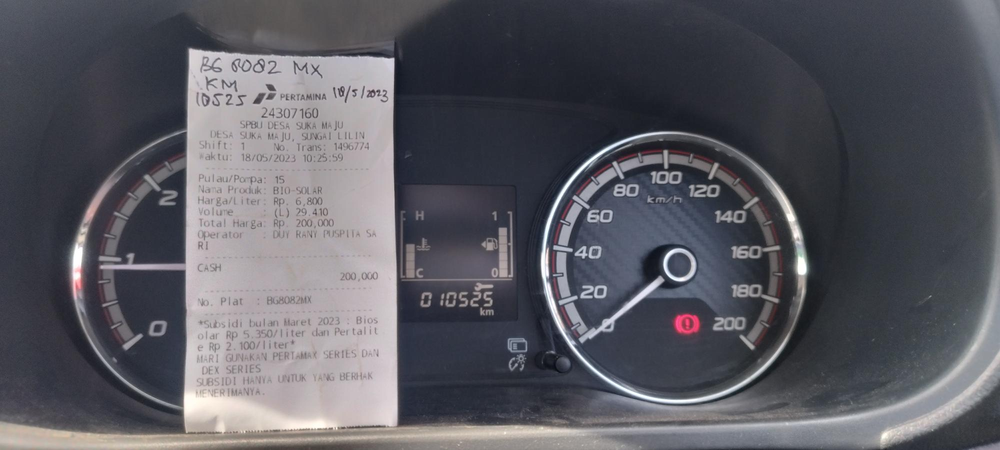 BG 8082 MX
KM
10525
PERTAMINA
18/5/2023
24307160
SPBU DESA SUKA MAJU
DESA SUKA MAJU, SUNGAI LILIN
Shift: 1 No. Trans: 1496774
Waktu: 18/05/2023 10:25:59
Pulau/Pompa: 15
Nama Produk: BIO-SOLAR
Harga/Liter: Rp. 6,800
Volume : (L) 29.410
Total Harga: Rp. 200,000
Operator : DUY RANY PUSPITA SA
RI
CASH
200,000
No. Plat : BG8082MX
*Subsidi bulan Maret 2023 : Bios
olar Rp 5.350/liter dan Pertalit
e Rp 2.100/liter*
MARI GUNAKAN PERTAMAX SERIES DAN
DEX SERIES
SUBSIDI HANYA UNTUK YANG BERHAK
MENERIMANYA.
2
1
0
H 1
C 0
010525
km
100
80 120
km/h
60 140
40 160
20 180
0 200